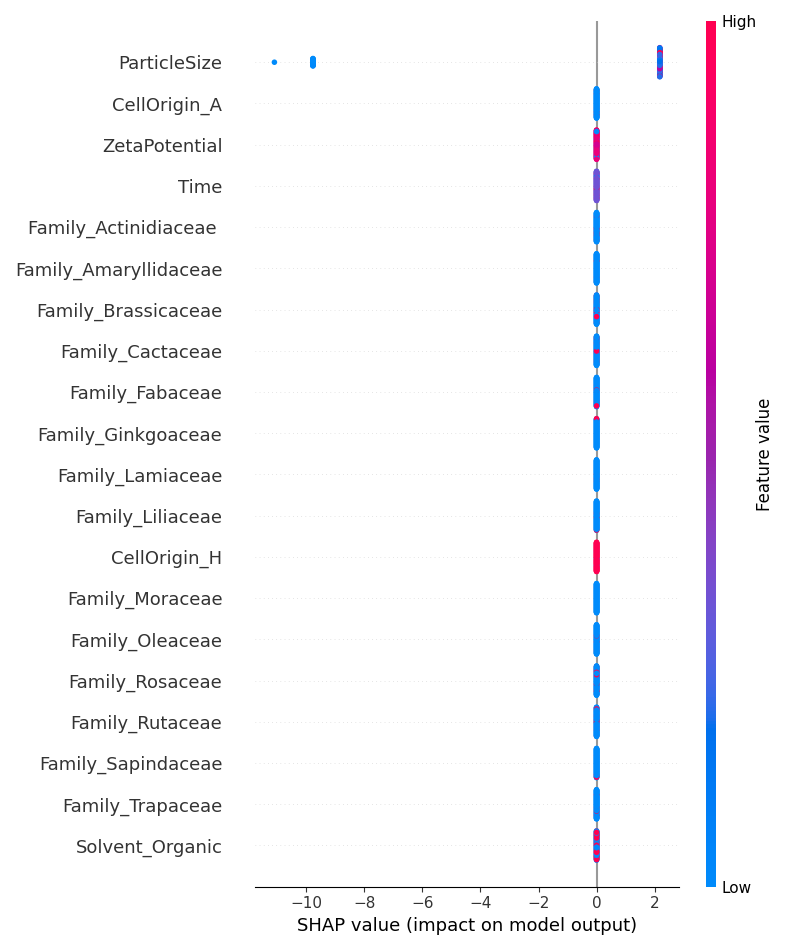 High
ParticleSize
CellOrigin_A
ZetaPotential
Time
Family_Actinidiaceae
Family_Amaryllidaceae
Family_Brassicaceae
Family_Cactaceae
Family_Fabaceae
Family_Ginkgoaceae
Family_Lamiaceae
Family_Liliaceae
CellOrigin_H
Family_Moraceae
Family_Oleaceae
Family_Rosaceae
Family_Rutaceae
Family_Sapindaceae
Family_Trapaceae
Solvent_Organic
Feature value
Low
−10 −8 −6 −4 −2 0 2
SHAP value (impact on model output)